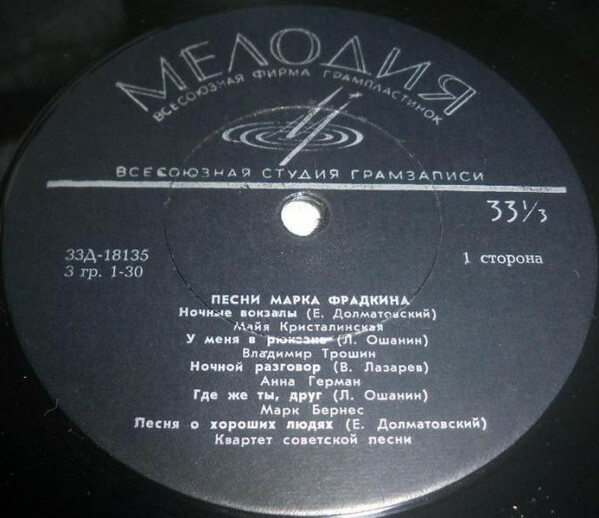 МЕЛОДИЯ
ВСЕСОЮЗНАЯ ФИРМА ГРАМПЛАСТИНОК
ВСЕСОЮЗНАЯ СТУДИЯ ГРАМЗАПИСИ
33⅓
33Д-18135
3 гр. 1-30
1 сторона
ПЕСНИ МАРКА ФРАДКИНА
Ночные вокзалы (Е. Долматовский)
Майя Кристалинская
У меня в рюкзаке (Л. Ошанин)
Владимир Трошин
Ночной разговор (В. Лазарев)
Анна Герман
Где же ты, друг (Л. Ошанин)
Марк Бернес
Песня о хороших людях (Е. Долматовский)
Квартет советской песни